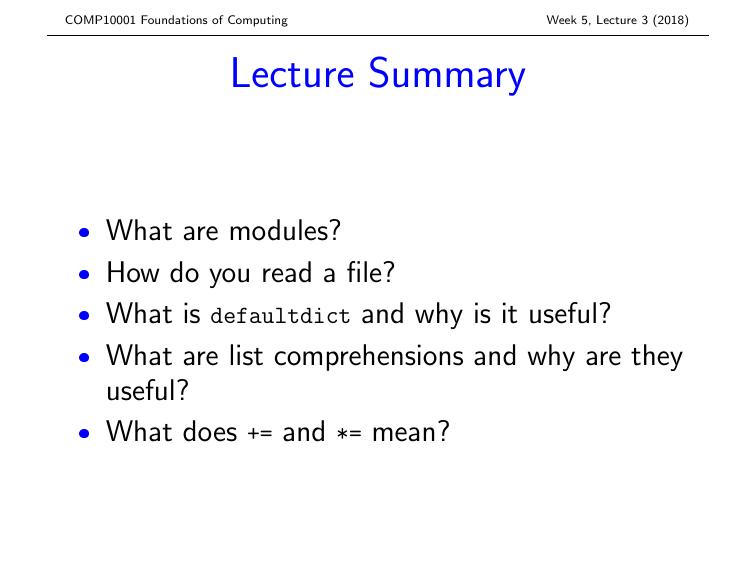 COMP10001 Foundations of Computing Week 5, Lecture 3 (2018)
Lecture Summary
• What are modules?
• How do you read a file?
• What is defaultdict and why is it useful?
• What are list comprehensions and why are they
useful?
• What does += and *= mean?